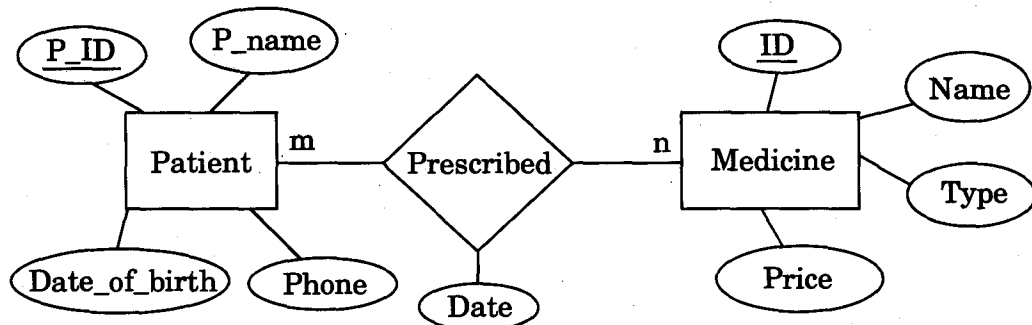 P_ID
P_name
ID
Name
Patient
m
Prescribed
n
Medicine
Type
Date_of_birth
Phone
Date
Price